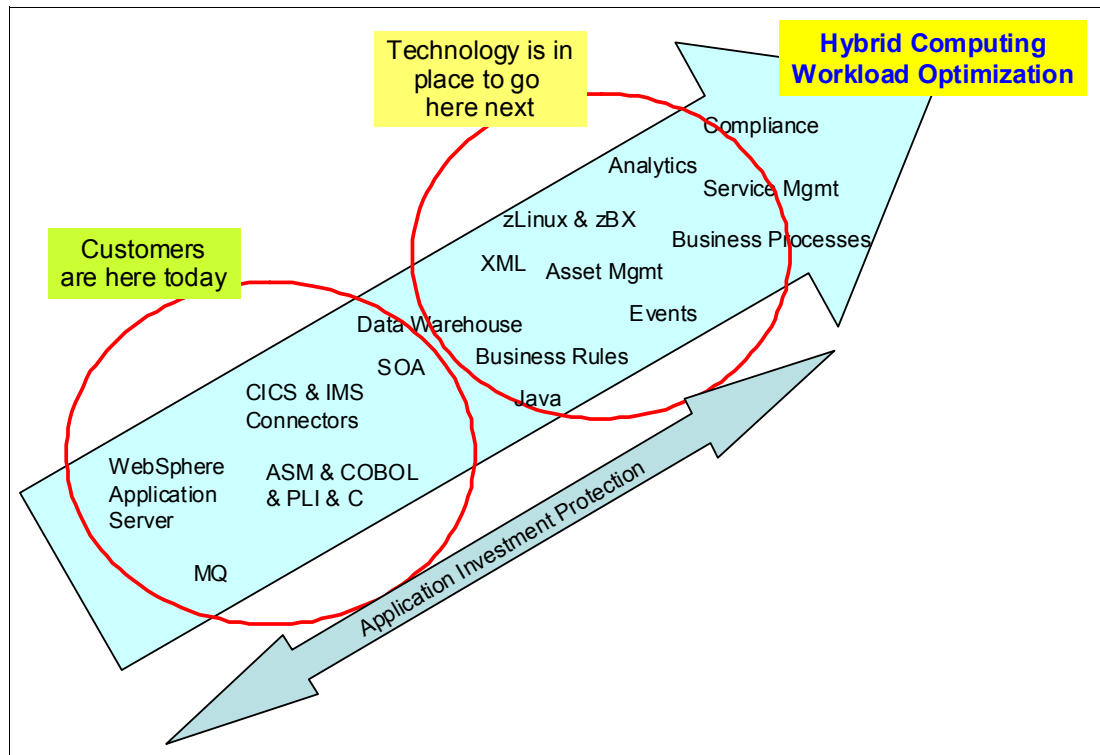 Technology is in
place to go
here next
Hybrid Computing
Workload Optimization
Compliance
Analytics
Service Mgmt
zLinux & zBX
Business Processes
XML
Asset Mgmt
Events
Customers
are here today
Data Warehouse
SOA
Business Rules
Java
CICS & IMS
Connectors
WebSphere
Application
Server
ASM & COBOL
& PLI & C
MQ
Application Investment Protection